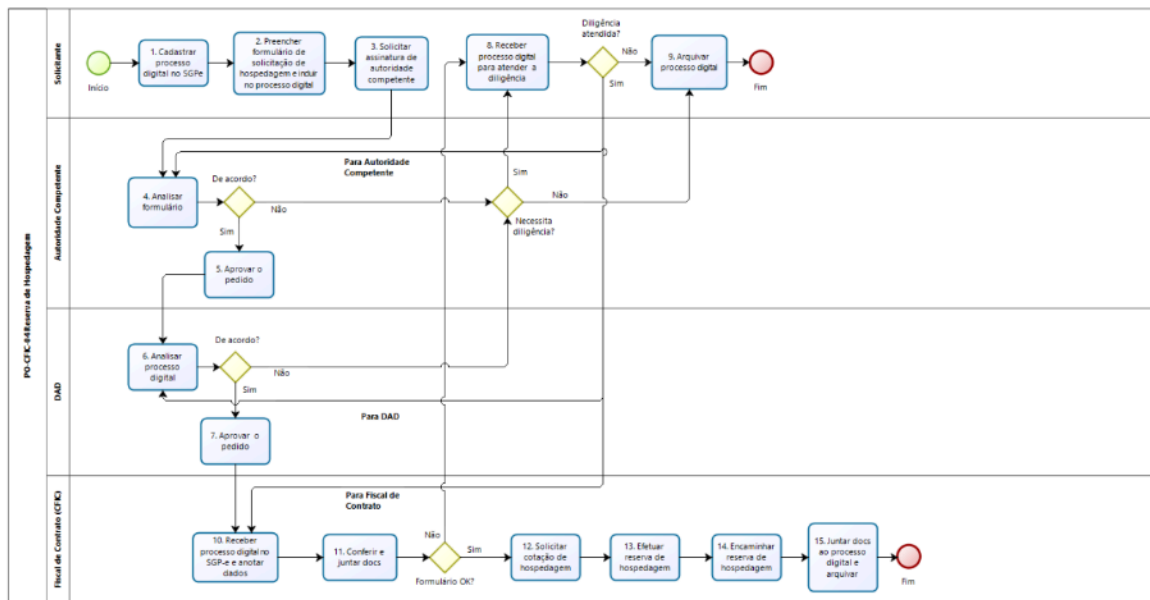 PO-CFIC-04 Reserva de Hospedagem
Solicitante
Início
1. Cadastrar
processo
digital no SGPe
2. Preencher
formulário de
solicitação de
hospedagem e incluir
no processo digital
3. Solicitar
assinatura de
autoridade
competente
8. Receber
processo digital
para atender a
diligência
Diligência
atendida?
Não
Sim
9. Arquivar
processo digital
Fim
Autoridade Competente
Para Autoridade
Competente
4. Analisar
formulário
De acordo?
Não
Sim
5. Aprovar o
pedido
Sim
Não
Necessita
diligência?
DAD
6. Analisar
processo
digital
De acordo?
Não
Sim
Para DAD
7. Aprovar o
pedido
Fiscal de Contrato (CFIC)
Para Fiscal de
Contrato
10. Receber
processo digital no
SGP-e e anotar
dados
11. Conferir e
juntar docs
Não
Sim
Formulário OK?
12. Solicitar
cotação de
hospedagem
13. Efetuar
reserva de
hospedagem
14. Encaminhar
reserva de
hospedagem
15. Juntar docs
ao processo
digital e
arquivar
Fim